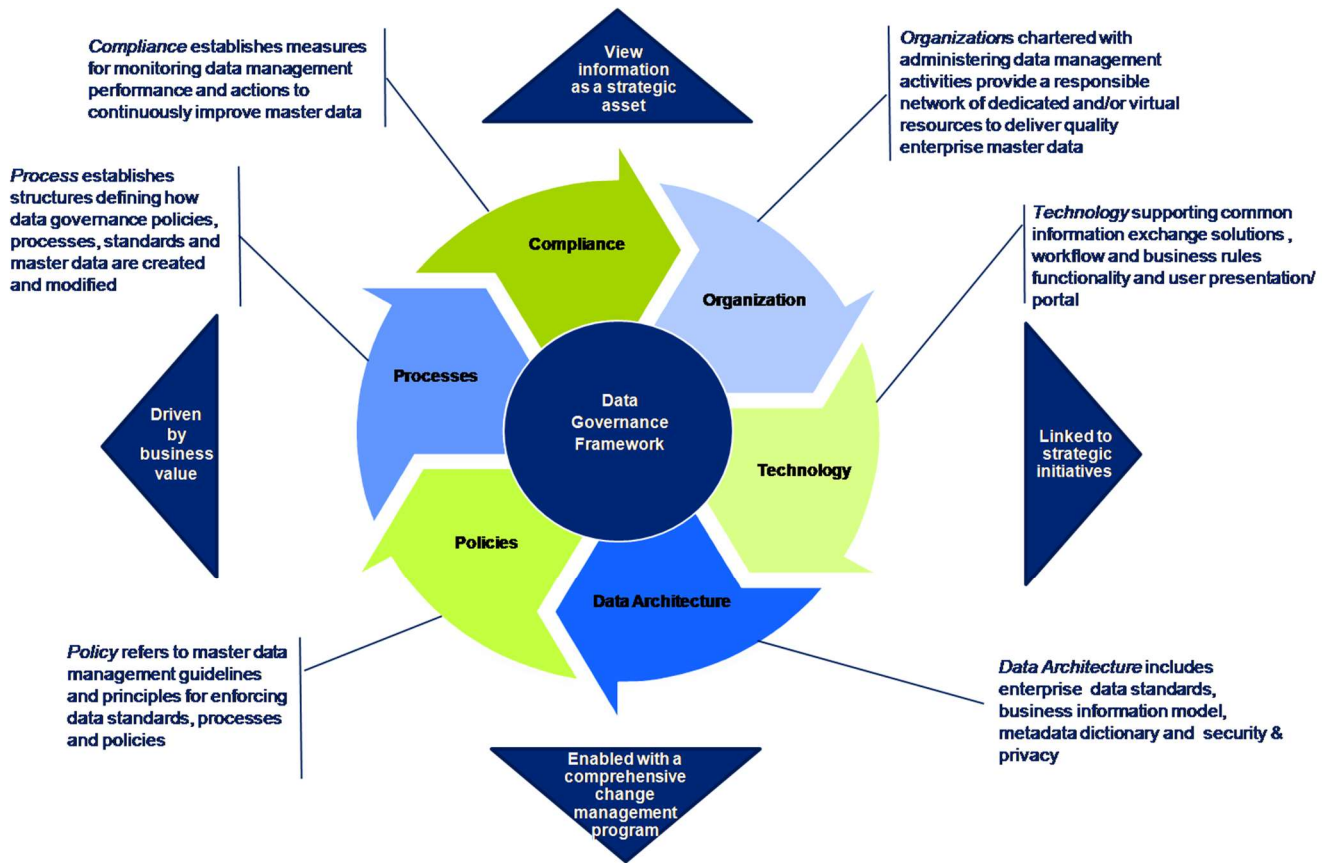 Compliance establishes measures
for monitoring data management
performance and actions to
continuously improve master data
View
information
as a strategic
asset
Organizations chartered with
administering data management
activities provide a responsible
network of dedicated and/or virtual
resources to deliver quality
enterprise master data
Process establishes
structures defining how
data governance policies,
processes, standards and
master data are created
and modified
Technology supporting common
information exchange solutions ,
workflow and business rules
functionality and user presentation/
portal
Compliance
Organization
Processes
Data
Governance
Framework
Technology
Policies
Data Architecture
Driven
by
business
value
Linked to
strategic
initiatives
Policy refers to master data
management guidelines
and principles for enforcing
data standards, processes
and policies
Data Architecture includes
enterprise data standards,
business information model,
metadata dictionary and security &
privacy
Enabled with a
comprehensive
change
management
program